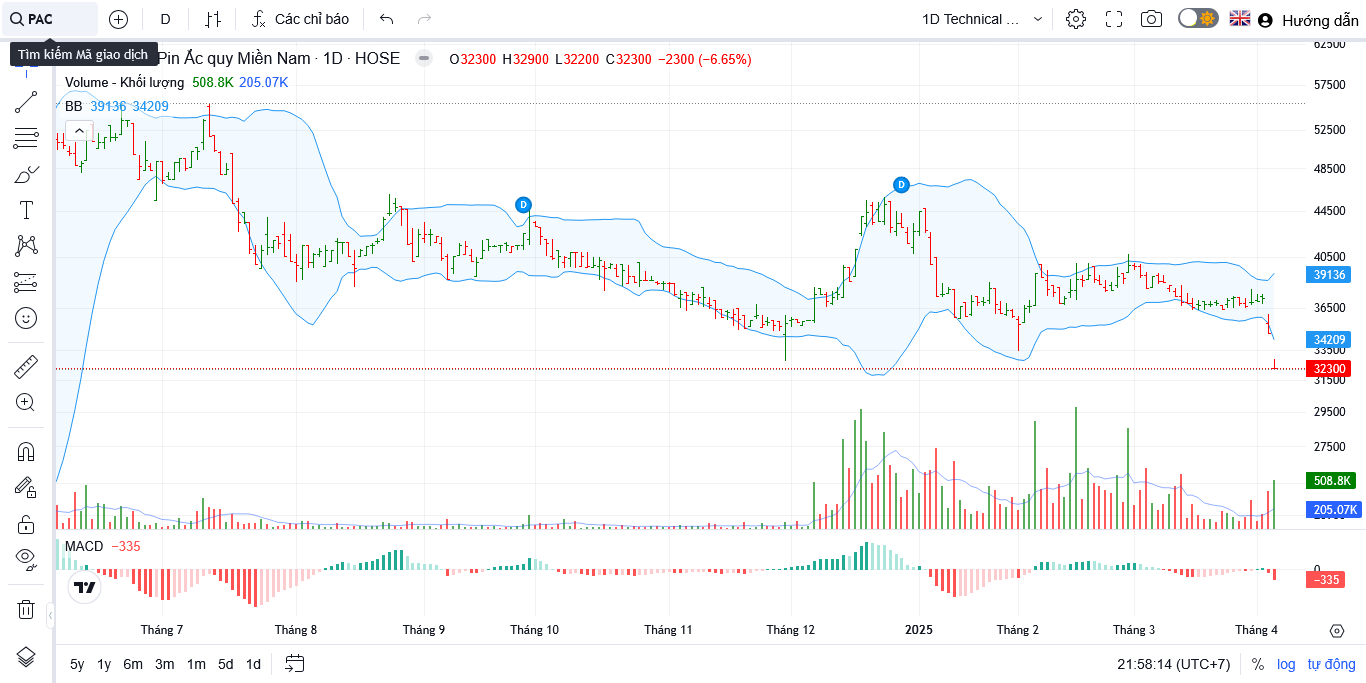 PAC
D
Các chỉ báo
1D Technical ...
Hướng dẫn
Tìm kiếm Mã giao dịch
Pin Ắc quy Miền Nam · 1D · HOSE
O32300 H32900 L32200 C32300 −2300 (−6.65%)
Volume - Khối lượng 508.8K 205.07K
BB 39136 34209
62500
57500
52500
48500
44500
40500
39136
36500
34209
33500
32300
31500
29500
27500
508.8K
205.07K
D
D
MACD −335
0
−335
Tháng 7
Tháng 8
Tháng 9
Tháng 10
Tháng 11
Tháng 12
2025
Tháng 2
Tháng 3
Tháng 4
5y 1y 6m 3m 1m 5d 1d
21:58:14 (UTC+7)
% log tự động